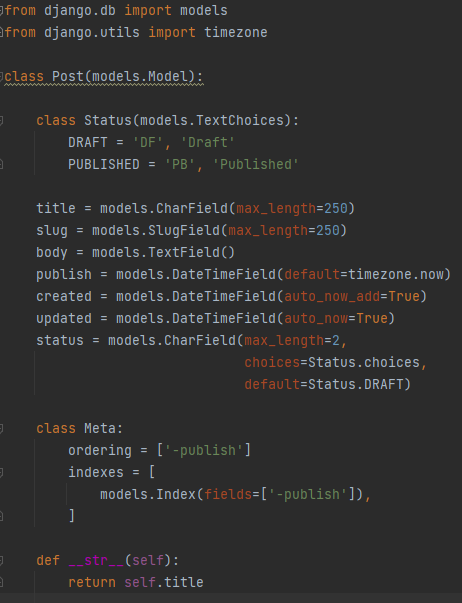 from django.db import models
from django.utils import timezone
class Post(models.Model):
class Status(models.TextChoices):
DRAFT = 'DF', 'Draft'
PUBLISHED = 'PB', 'Published'
title = models.CharField(max_length=250)
slug = models.SlugField(max_length=250)
body = models.TextField()
publish = models.DateTimeField(default=timezone.now)
created = models.DateTimeField(auto_now_add=True)
updated = models.DateTimeField(auto_now=True)
status = models.CharField(max_length=2,
choices=Status.choices,
default=Status.DRAFT)
class Meta:
ordering = ['-publish']
indexes = [
models.Index(fields=['-publish']),
]
def __str__(self):
return self.title